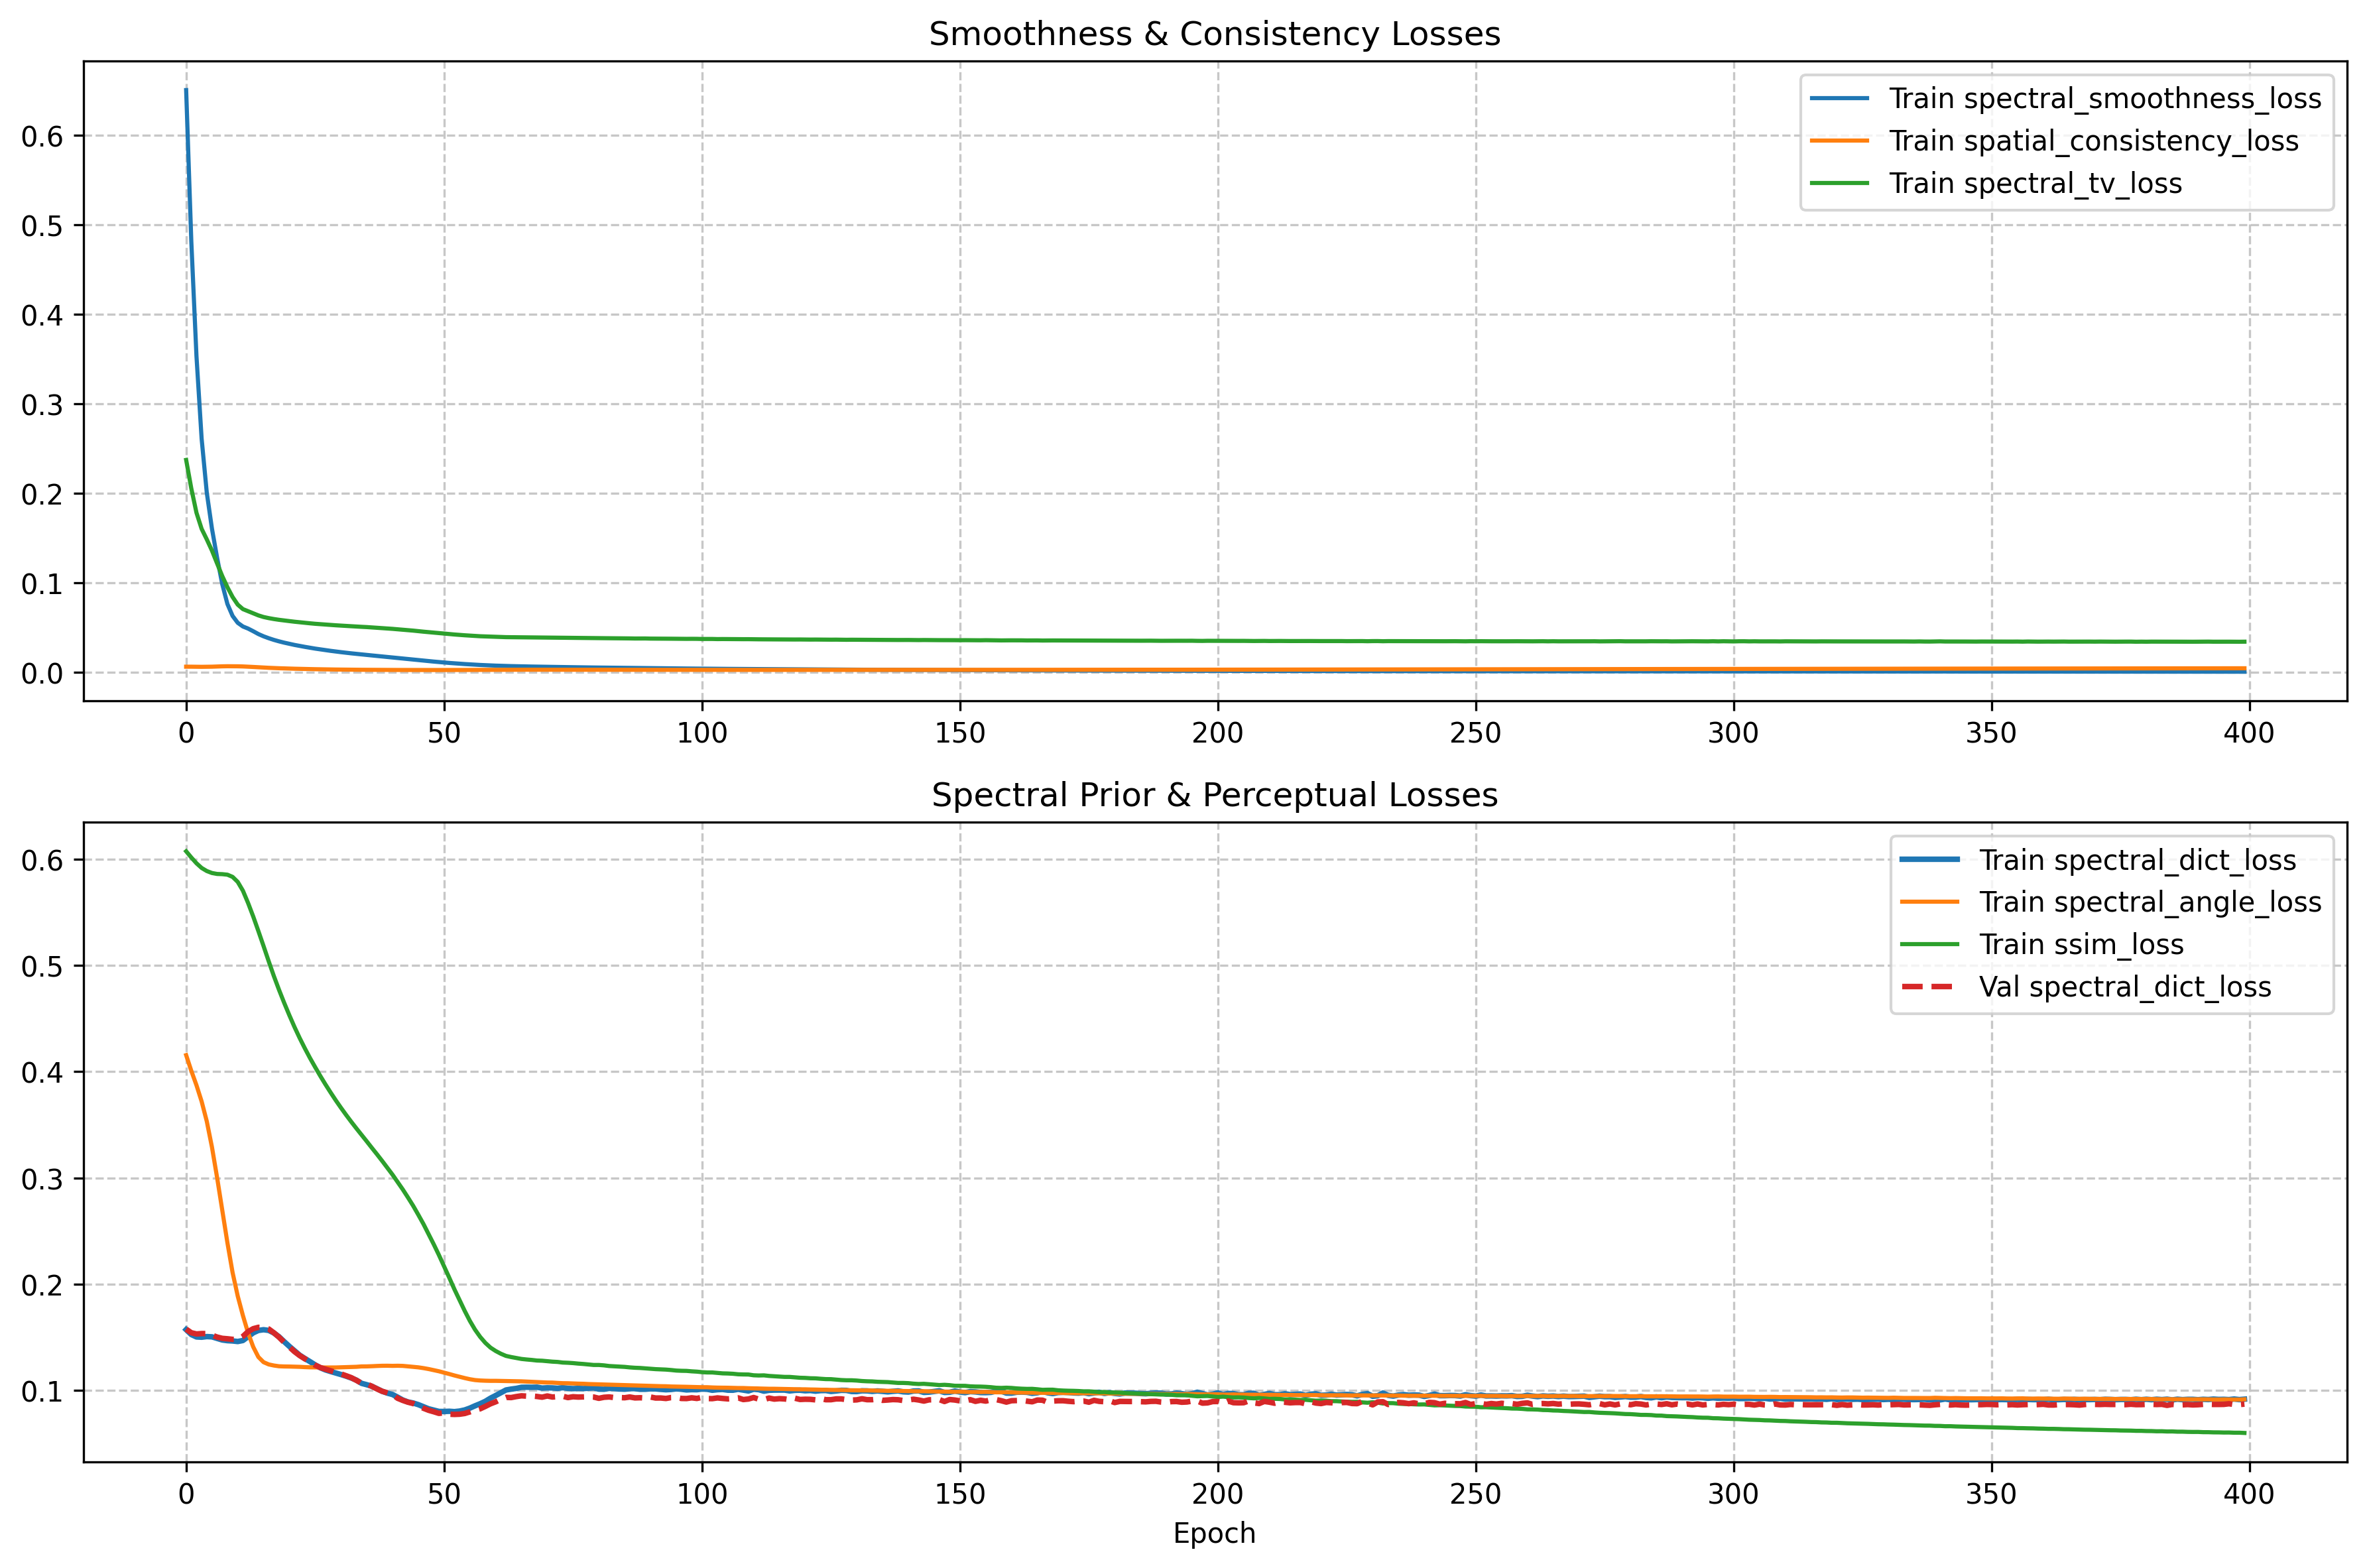 Smoothness & Consistency Losses
Train spectral_smoothness_loss
Train spatial_consistency_loss
Train spectral_tv_loss
0.6
0.5
0.4
0.3
0.2
0.1
0.0
0 50 100 150 200 250 300 350 400
Spectral Prior & Perceptual Losses
Train spectral_dict_loss
Train spectral_angle_loss
Train ssim_loss
Val spectral_dict_loss
0.6
0.5
0.4
0.3
0.2
0.1
0 50 100 150 200 250 300 350 400
Epoch